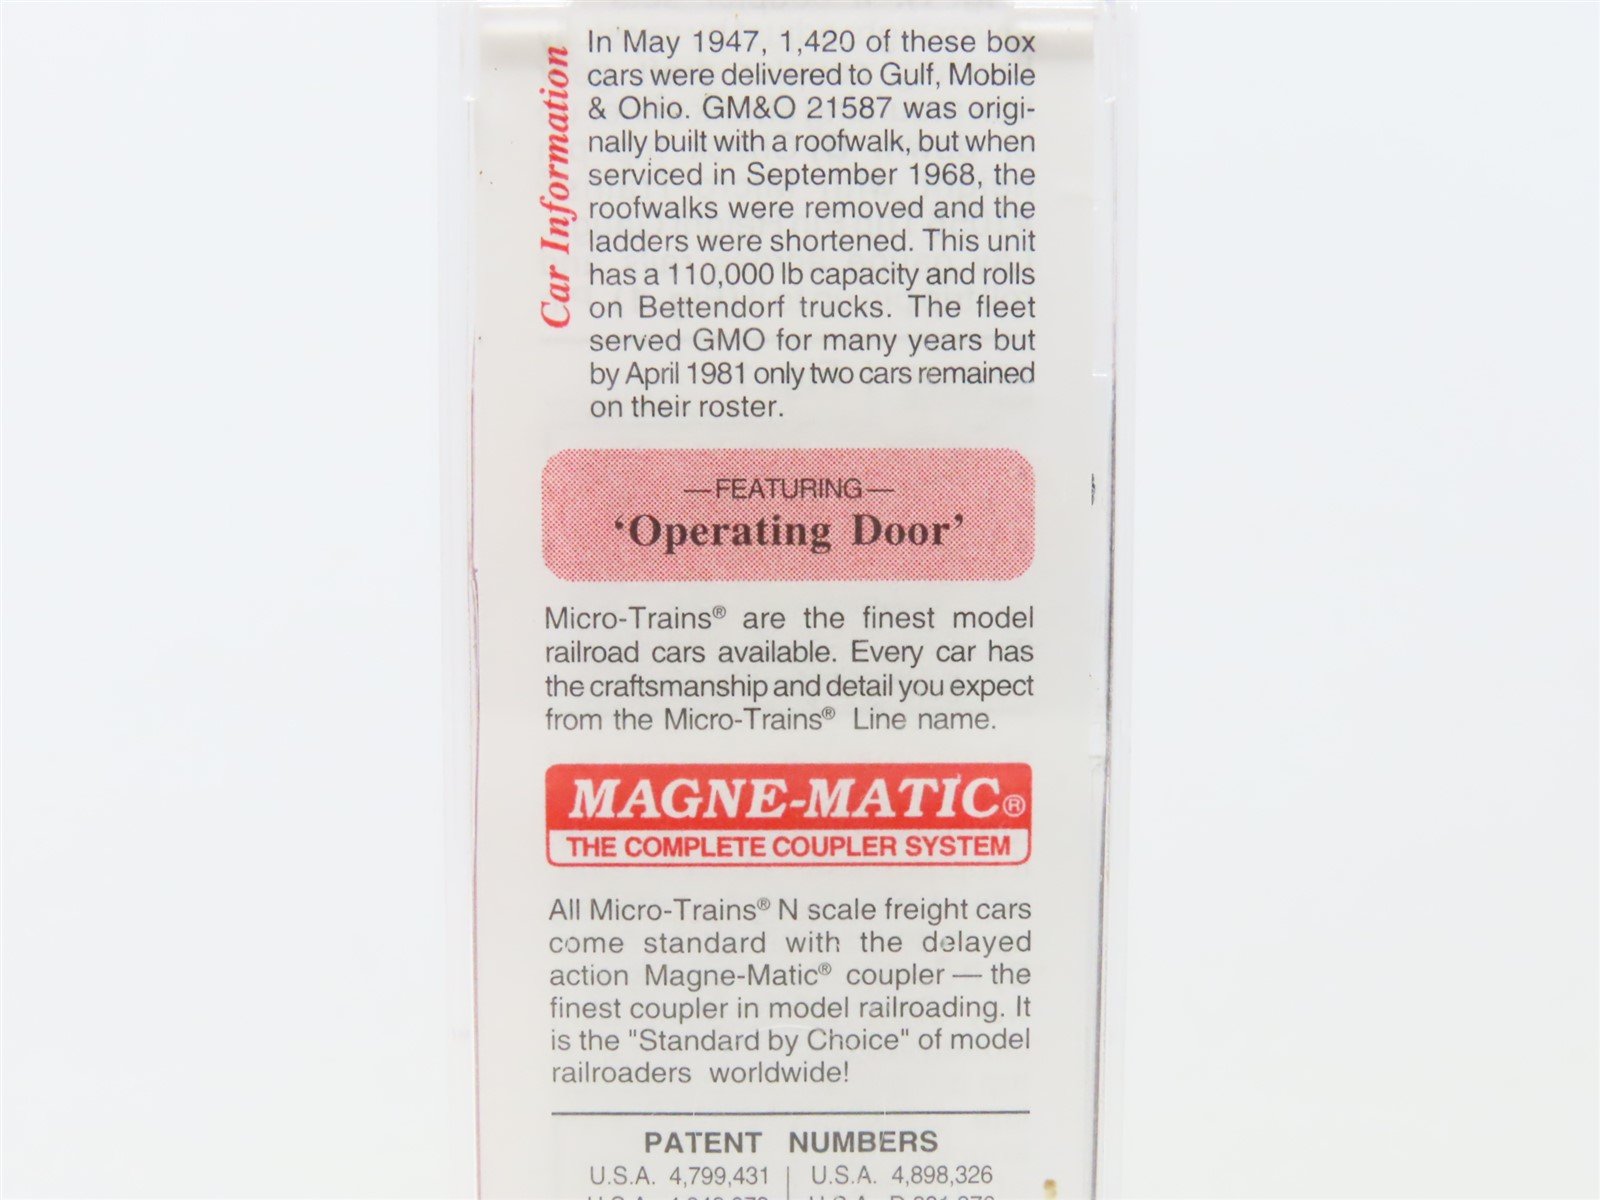 Car Information
In May 1947, 1,420 of these box
cars were delivered to Gulf, Mobile
& Ohio. GM&O 21587 was origi-
nally built with a roofwalk, but when
serviced in September 1968, the
roofwalks were removed and the
ladders were shortened. This unit
has a 110,000 lb capacity and rolls
on Bettendorf trucks. The fleet
served GMO for many years but
by April 1981 only two cars remained
on their roster.
—FEATURING—
‘Operating Door’
Micro-Trains® are the finest model
railroad cars available. Every car has
the craftsmanship and detail you expect
from the Micro-Trains® Line name.
MAGNE-MATIC®
THE COMPLETE COUPLER SYSTEM
All Micro-Trains® N scale freight cars
come standard with the delayed
action Magne-Matic® coupler — the
finest coupler in model railroading. It
is the "Standard by Choice" of model
railroaders worldwide!
PATENT NUMBERS
U.S.A. 4,799,431 | U.S.A. 4,898,326